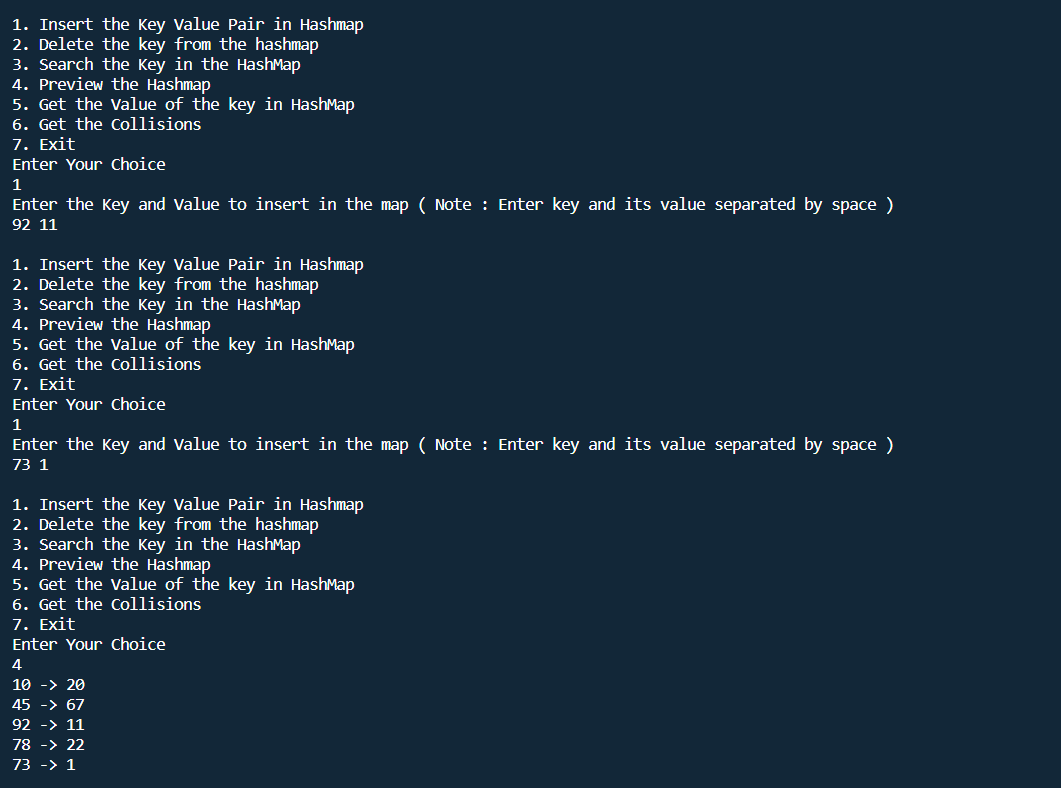 1. Insert the Key Value Pair in Hashmap
2. Delete the key from the hashmap
3. Search the Key in the HashMap
4. Preview the Hashmap
5. Get the Value of the key in HashMap
6. Get the Collisions
7. Exit
Enter Your Choice
1
Enter the Key and Value to insert in the map ( Note : Enter key and its value separated by space )
92 11
1. Insert the Key Value Pair in Hashmap
2. Delete the key from the hashmap
3. Search the Key in the HashMap
4. Preview the Hashmap
5. Get the Value of the key in HashMap
6. Get the Collisions
7. Exit
Enter Your Choice
1
Enter the Key and Value to insert in the map ( Note : Enter key and its value separated by space )
73 1
1. Insert the Key Value Pair in Hashmap
2. Delete the key from the hashmap
3. Search the Key in the HashMap
4. Preview the Hashmap
5. Get the Value of the key in HashMap
6. Get the Collisions
7. Exit
Enter Your Choice
4
10 -> 20
45 -> 67
92 -> 11
78 -> 22
73 -> 1